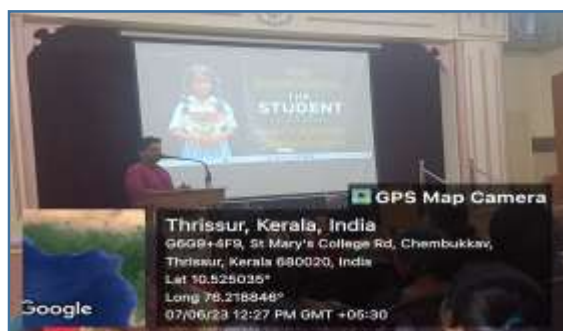 THE
STUDENT
GPS Map Camera
Thrissur, Kerala, India
G6G9+4F9, St Mary's College Rd, Chembukkav,
Thrissur, Kerala 680020, India
Lat 10.525035°
Long 76.218846°
07/06/23 12:27 PM GMT +05:30
Google